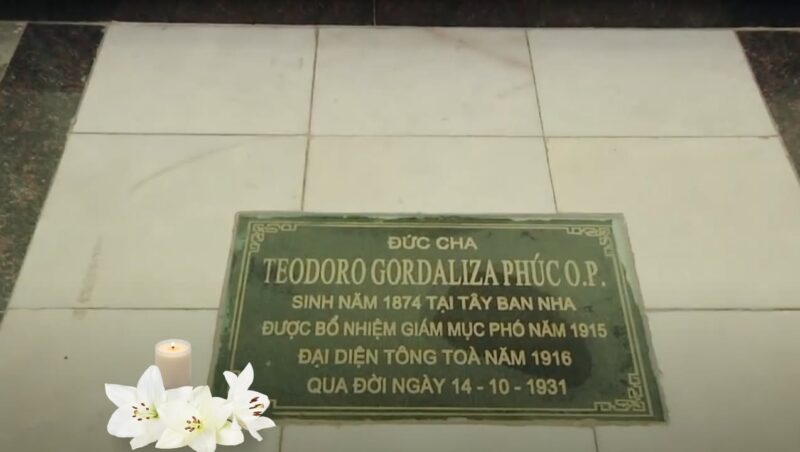 ĐỨC CHA
TEODORO GORDALIZA PHÚC O.P.
SINH NĂM 1874 TẠI TÂY BAN NHA
ĐƯỢC BỔ NHIỆM GIÁM MỤC PHÓ NĂM 1915
ĐẠI DIỆN TÔNG TOÀ NĂM 1916
QUA ĐỜI NGÀY 14 - 10 - 1931